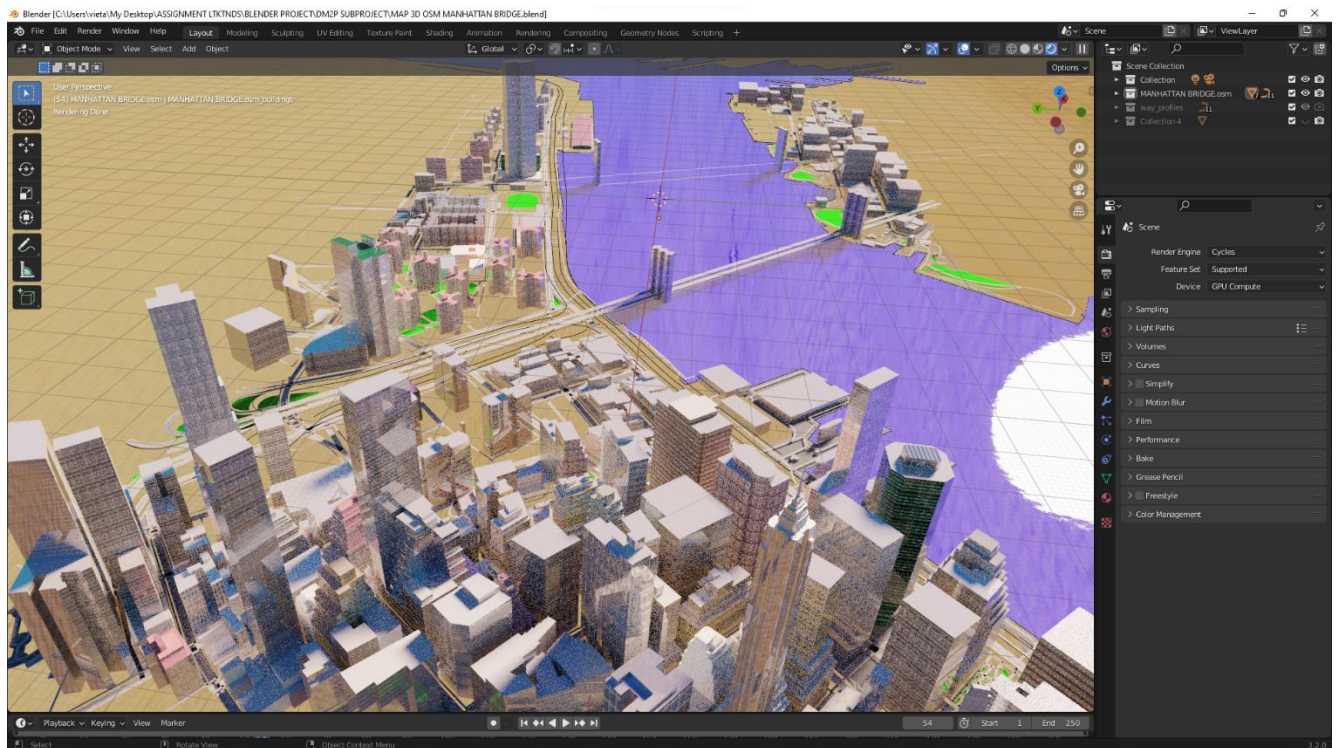 Blender [C:\Users\vieta\My Desktop\ASSIGNMENT LTKTNDS\BLENDER PROJECT\DM2P SUBPROJECT\MAP 3D OSM MANHATTAN BRIDGE.blend]
File Edit Render Window Help Layout Modeling Sculpting UV Editing Texture Paint Shading Animation Rendering Compositing Geometry Nodes Scripting + Scene ViewLayer
Object Mode View Select Add Object Global
Options
User Perspective
(54) MANHATTAN BRIDGE.osm | MANHATTAN BRIDGE.osm_buildings
Rendering Done
Z
Y
Scene Collection
Collection
MANHATTAN BRIDGE.osm
way_profiles
Collection 4
Scene
Render Engine Cycles
Feature Set Supported
Device GPU Compute
Sampling
Light Paths
Volumes
Curves
Simplify
Motion Blur
Film
Performance
Bake
Grease Pencil
Freestyle
Color Management
Playback Keying View Marker 54 Start 1 End 250
Select Rotate View Object Context Menu 3.2.0